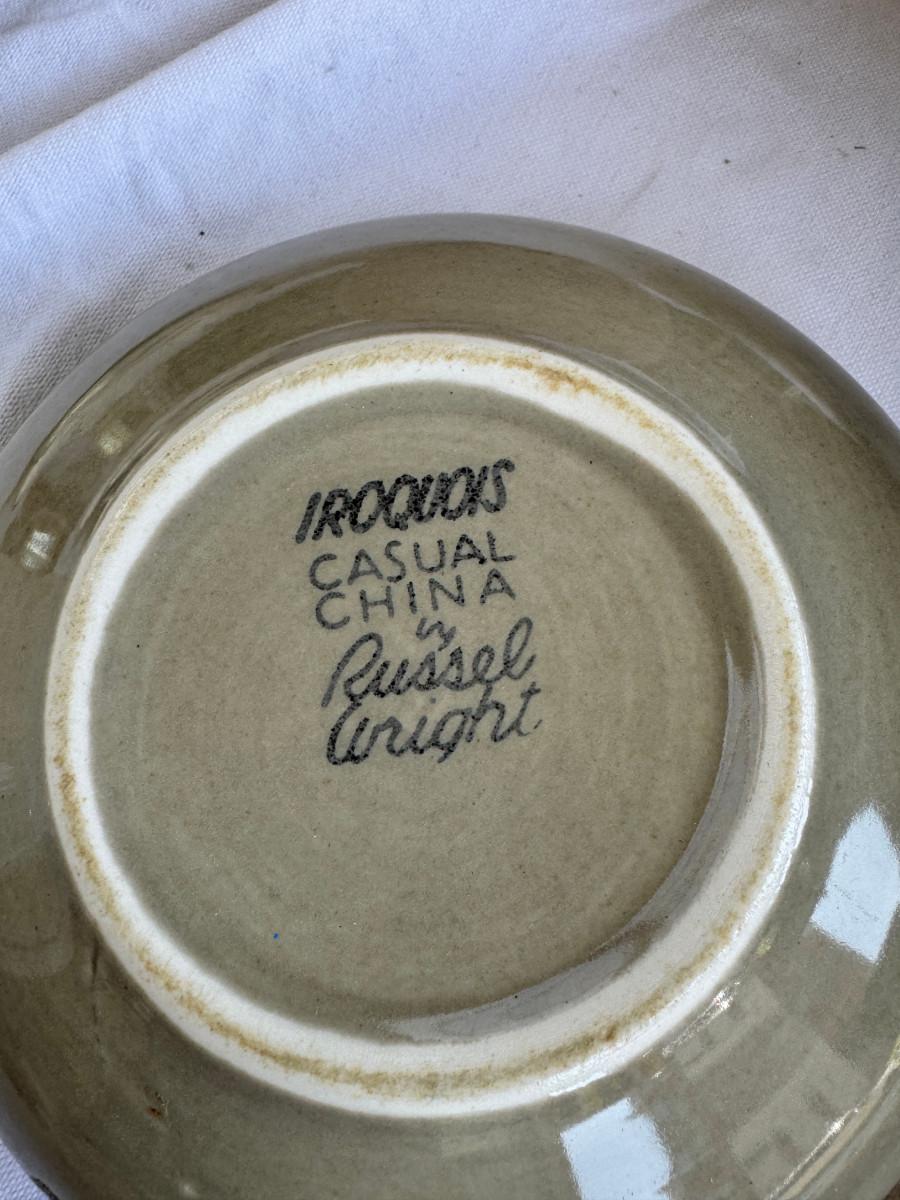 IROQUOIS
CASUAL
CHINA
by
Russel
Wright